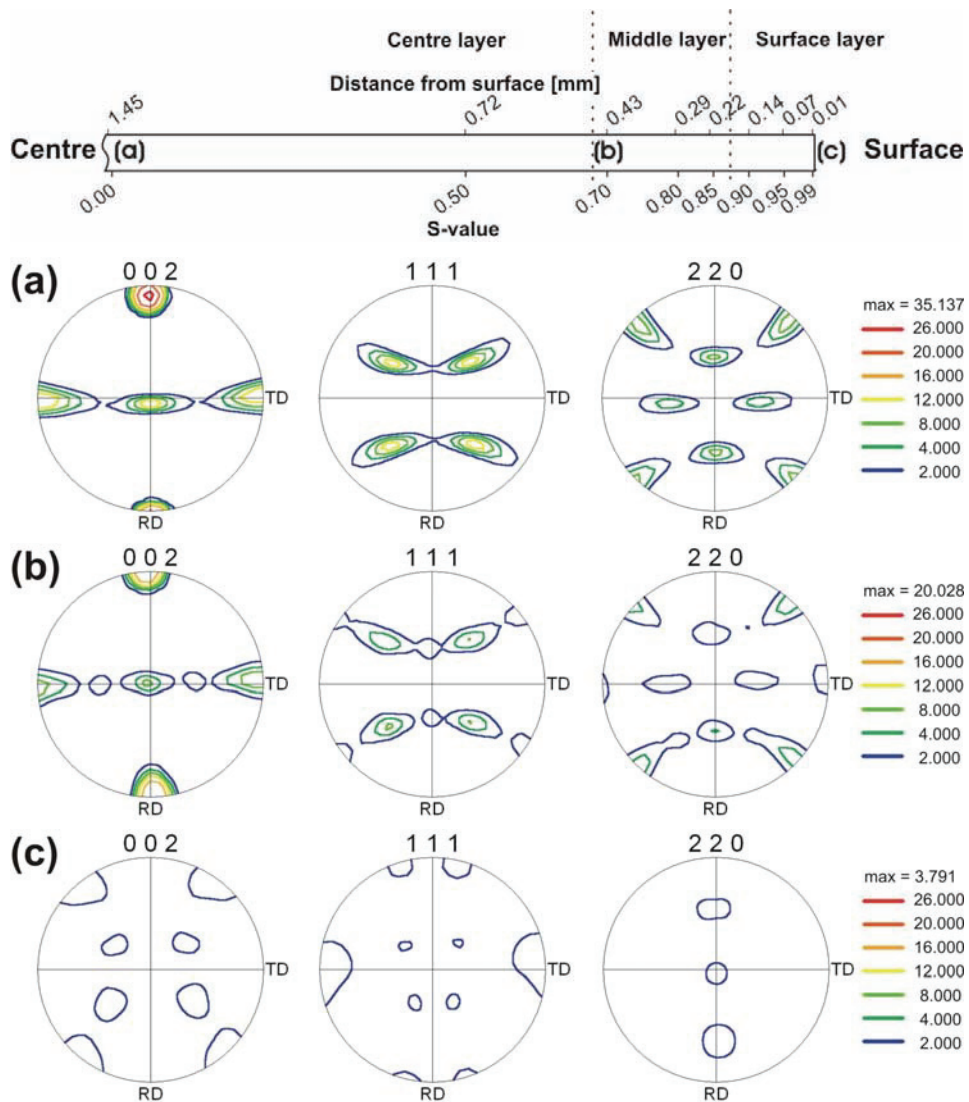 Centre layer Middle layer Surface layer
Distance from surface [mm]
1.45 0.72 0.43 0.29 0.22 0.14 0.07 0.01
Centre (a) (b) (c) Surface
0.00 0.50 0.70 0.80 0.85 0.90 0.95 0.99
S-value
(a) 0 0 2 1 1 1 2 2 0
TD TD TD
RD RD RD
max = 35.137
26.000
20.000
16.000
12.000
8.000
4.000
2.000
(b) 0 0 2 1 1 1 2 2 0
TD TD TD
RD RD RD
max = 20.028
26.000
20.000
16.000
12.000
8.000
4.000
2.000
(c) 0 0 2 1 1 1 2 2 0
TD TD TD
RD RD RD
max = 3.791
26.000
20.000
16.000
12.000
8.000
4.000
2.000